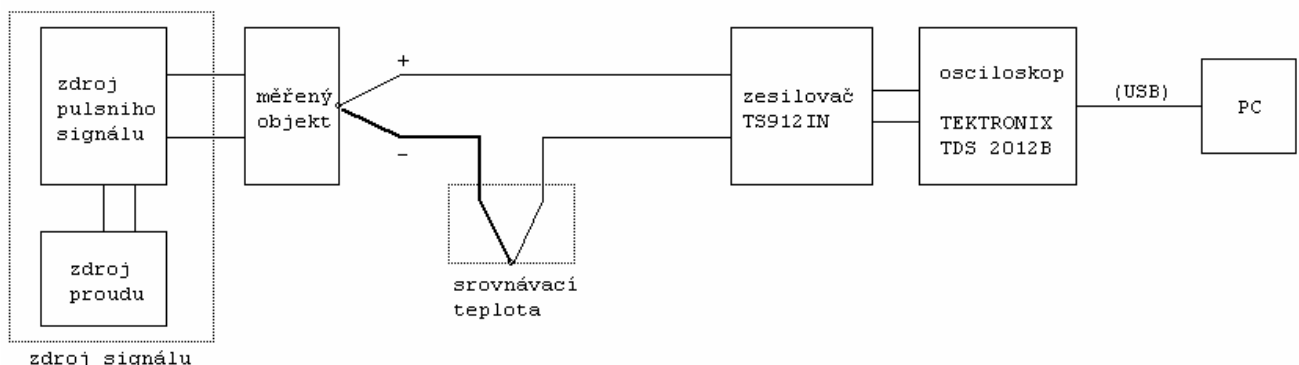 zdroj
pulsniho
signálu
zdroj
proudu
zdroj signálu
měřený
objekt
+
-
srovnávací
teplota
zesilovač
TS912IN
osciloskop
TEKTRONIX
TDS 2012B
(USB)
PC